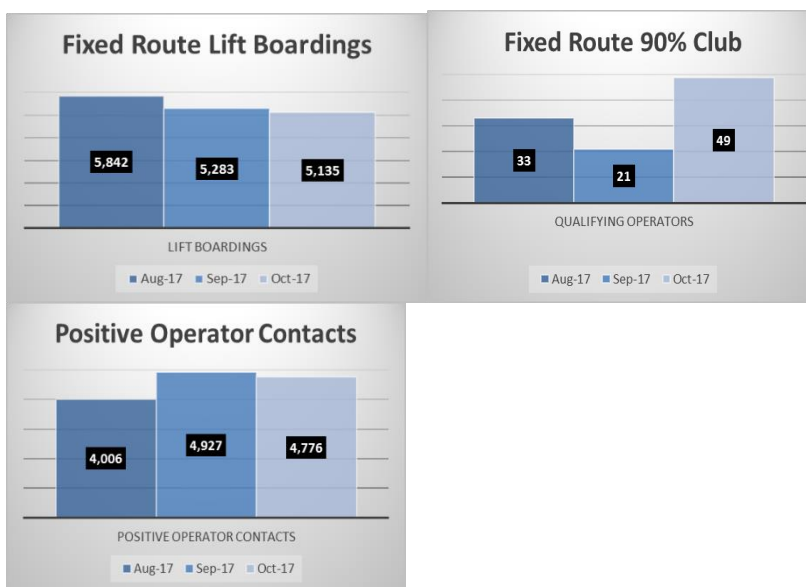 Fixed Route Lift Boardings
5,842
5,283
5,135
LIFT BOARDINGS
Aug-17 Sep-17 Oct-17
Fixed Route 90% Club
33
21
49
QUALIFYING OPERATORS
Aug-17 Sep-17 Oct-17
Positive Operator Contacts
4,006
4,927
4,776
POSITIVE OPERATOR CONTACTS
Aug-17 Sep-17 Oct-17